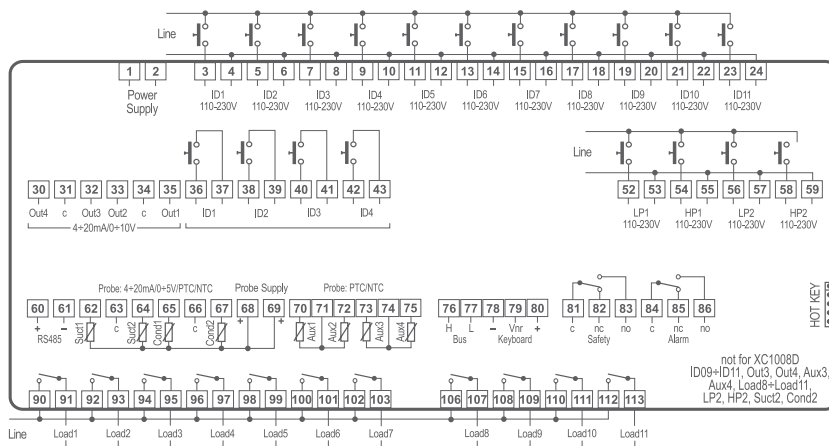 Line
1 2 3 4 5 6 7 8 9 10 11 12 13 14 15 16 17 18 19 20 21 22 23 24
Power Supply
ID1 110-230V
ID2 110-230V
ID3 110-230V
ID4 110-230V
ID5 110-230V
ID6 110-230V
ID7 110-230V
ID8 110-230V
ID9 110-230V
ID10 110-230V
ID11 110-230V
Line
30 31 32 33 34 35 36 37 38 39 40 41 42 43
52 53 54 55 56 57 58 59
Out4 c Out3 Out2 c Out1
4÷20mA/0÷10V
ID1 ID2 ID3 ID4
LP1 110-230V
HP1 110-230V
LP2 110-230V
HP2 110-230V
Probe: 4÷20mA/0÷5V/PTC/NTC
Probe Supply
Probe: PTC/NTC
60 61 62 63 64 65 66 67 68 69 70 71 72 73 74 75 76 77 78 79 80 81 82 83 84 85 86
+ −
RS485
Suct1 c Suct2 Cond1 c Cond2 + +
Aux1 Aux2 Aux3 Aux4
H L − Vnr +
Bus Keyboard
c nc no
Safety
c nc no
Alarm
HOT KEY
not for XC1008D
ID09÷ID11, Out3, Out4, Aux3,
Aux4, Load8÷Load11,
LP2, HP2, Suct2, Cond2
90 91 92 93 94 95 96 97 98 99 100 101 102 103 106 107 108 109 110 111 112 113
Line Load1 Load2 Load3 Load4 Load5 Load6 Load7 Load8 Load9 Load10 Load11